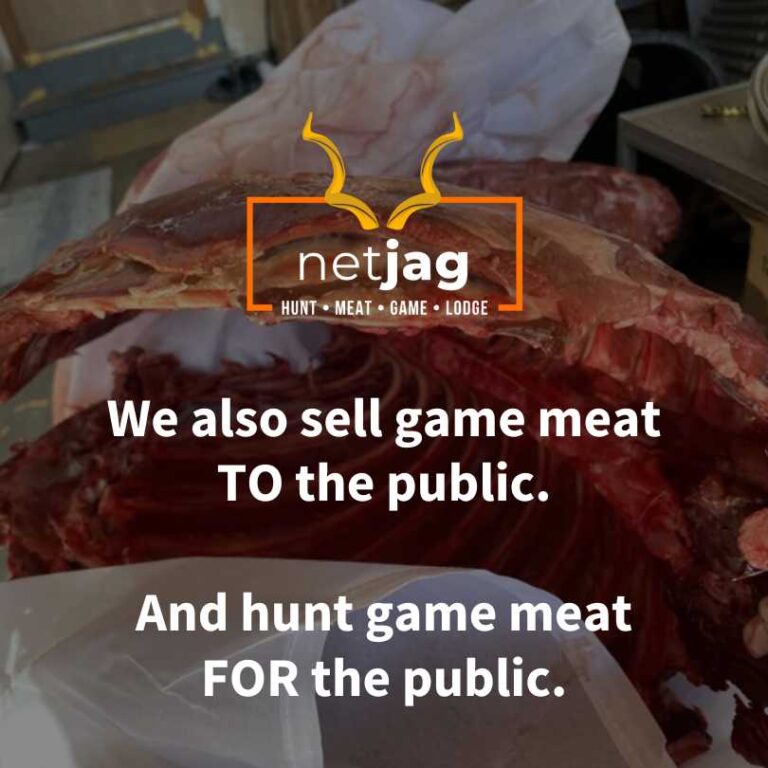 netjag
HUNT • MEAT • GAME • LODGE
We also sell game meat
TO the public.
And hunt game meat
FOR the public.